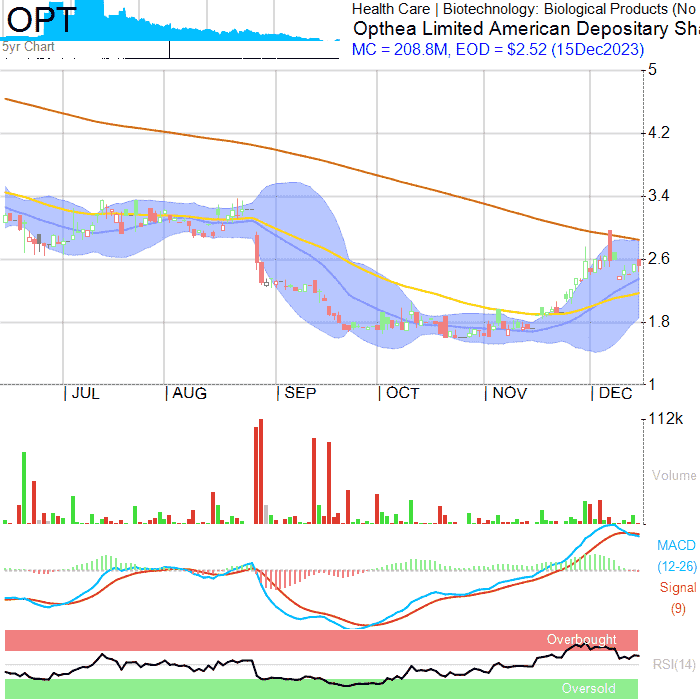 OPT
5yr Chart
Health Care | Biotechnology: Biological Products (No
Opthea Limited American Depositary Sha
MC = 208.8M, EOD = $2.52 (15Dec2023)
5
4.2
3.4
2.6
1.8
1
JUL AUG SEP OCT NOV DEC
112k
Volume
MACD
(12-26)
Signal
(9)
Overbought
RSI(14)
Oversold